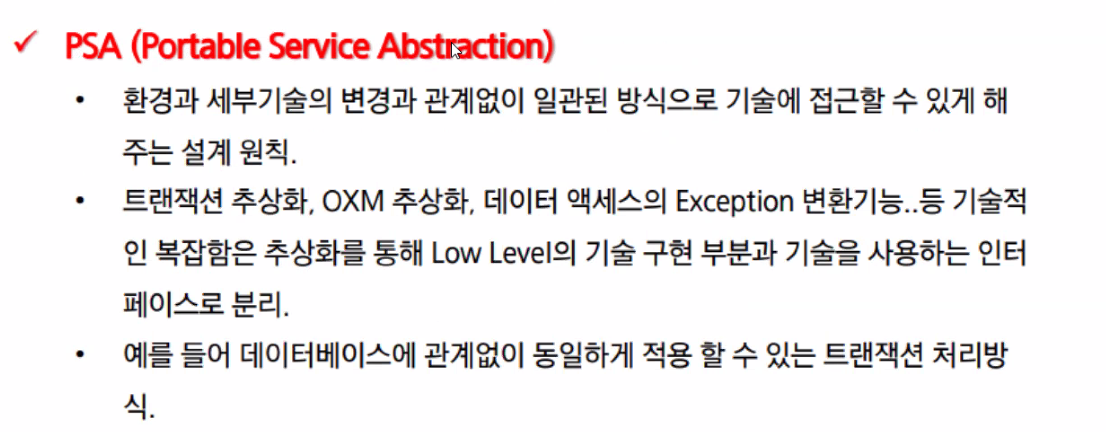 ✓ PSA (Portable Service Abstraction)
• 환경과 세부기술의 변경과 관계없이 일관된 방식으로 기술에 접근할 수 있게 해
주는 설계 원칙.
• 트랜잭션 추상화, OXM 추상화, 데이터 액세스의 Exception 변환기능..등 기술적
인 복잡함은 추상화를 통해 Low Level의 기술 구현 부분과 기술을 사용하는 인터
페이스로 분리.
• 예를 들어 데이터베이스에 관계없이 동일하게 적용 할 수 있는 트랜잭션 처리방
식.